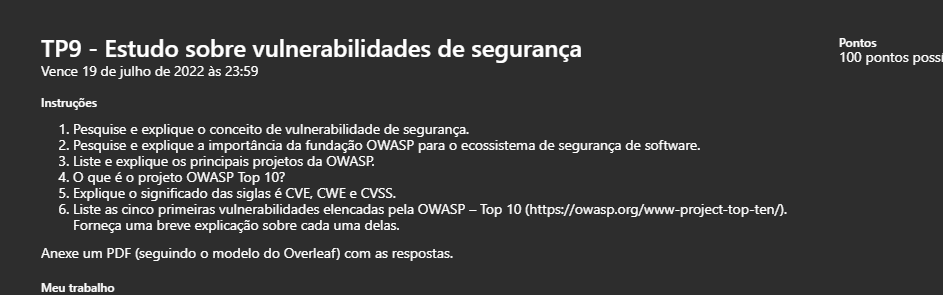 TP9 - Estudo sobre vulnerabilidades de segurança
Vence 19 de julho de 2022 às 23:59
Pontos
100 pontos
Instruções
1. Pesquise e explique o conceito de vulnerabilidade de segurança.
2. Pesquise e explique a importância da fundação OWASP para o ecossistema de segurança de software.
3. Liste e explique os principais projetos da OWASP.
4. O que é o projeto OWASP Top 10?
5. Explique o significado das siglas é CVE, CWE e CVSS.
6. Liste as cinco primeiras vulnerabilidades elencadas pela OWASP – Top 10 (https://owasp.org/www-project-top-ten/).
Forneça uma breve explicação sobre cada uma delas.
Anexe um PDF (seguindo o modelo do Overleaf) com as respostas.
Meu trabalho